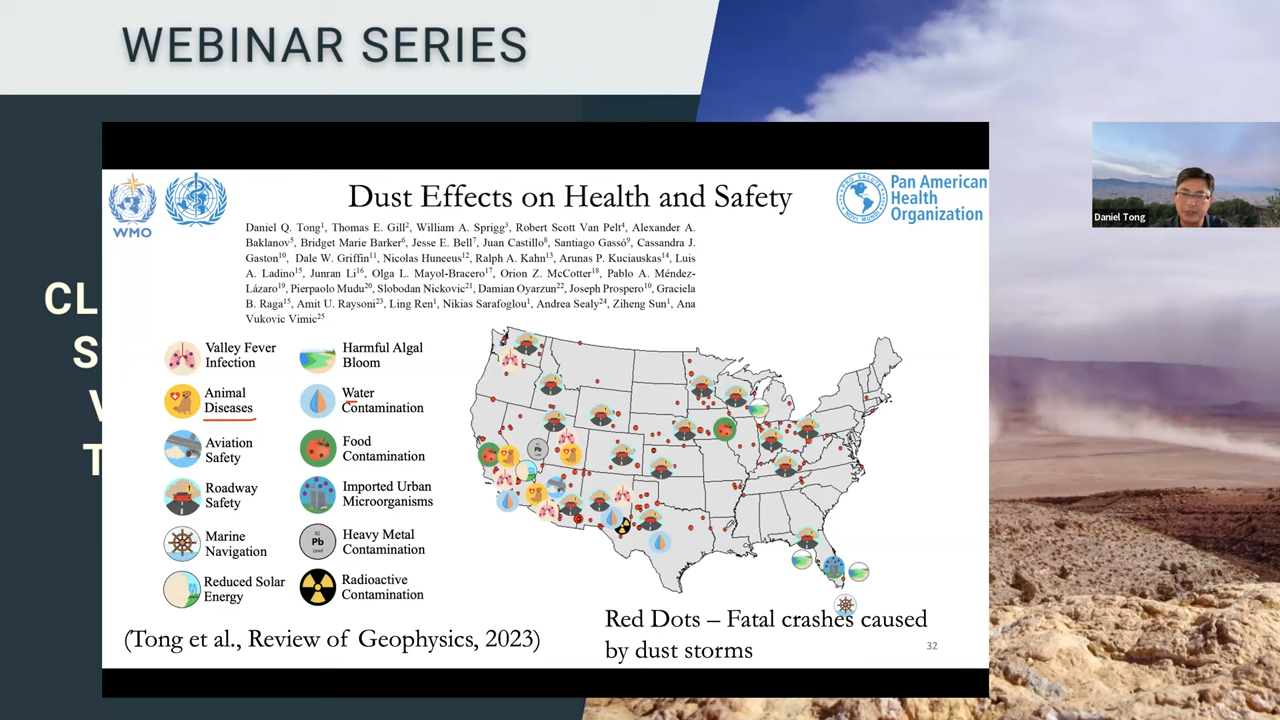 WEBINAR SERIES
CL
S
V
T
WMO
Dust Effects on Health and Safety
Pan American
Health
Organization
Daniel Q. Tong¹, Thomas E. Gill², William A. Sprigg³, Robert Scott Van Pelt⁴, Alexander A.
Baklanov⁵, Bridget Marie Barker⁶, Jesse E. Bell⁷, Juan Castillo⁸, Santiago Gassó⁹, Cassandra J.
Gaston¹⁰, Dale W. Griffin¹¹, Nicolas Huneeus¹², Ralph A. Kahn¹³, Arunas P. Kuciauskas¹⁴, Luis
A. Ladino¹⁵, Junran Li¹⁶, Olga L. Mayol-Bracero¹⁷, Orion Z. McCotter¹⁸, Pablo A. Méndez-
Lázaro¹⁹, Pierpaolo Mudu²⁰, Slobodan Nickovic²¹, Damian Oyarzun²², Joseph Prospero¹⁰, Graciela
B. Raga¹⁵, Amit U. Raysoni²³, Ling Ren¹, Nikias Sarafoglou¹, Andrea Sealy²⁴, Ziheng Sun¹, Ana
Vukovic Vimic²⁵
Valley Fever
Infection
Animal
Diseases
Aviation
Safety
Roadway
Safety
Marine
Navigation
Reduced Solar
Energy
Harmful Algal
Bloom
Water
Contamination
Food
Contamination
Imported Urban
Microorganisms
82
Pb
Lead
Heavy Metal
Contamination
Radioactive
Contamination
Pb
(Tong et al., Review of Geophysics, 2023)
Red Dots – Fatal crashes caused
by dust storms
32
Daniel Tong